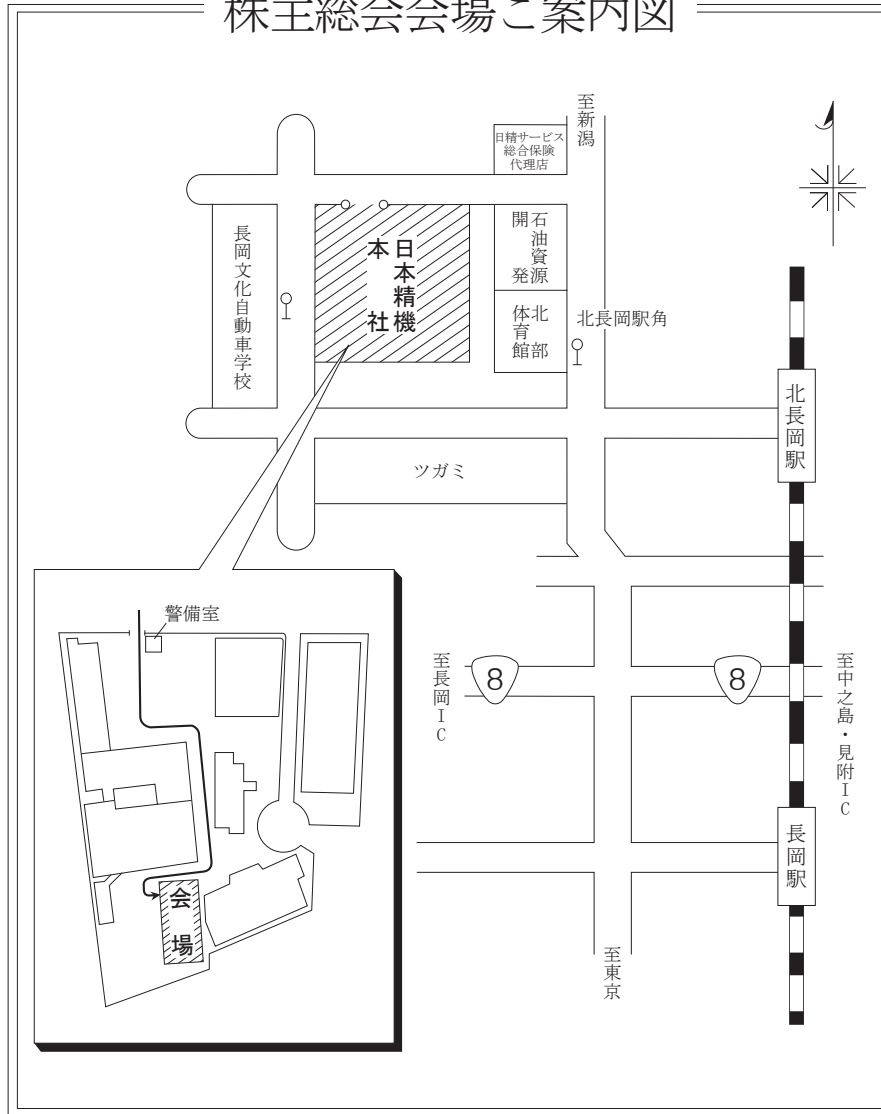 株主総会会場ご案内図
至新潟
日精サービス
総合保険
代理店
石油資源
開発
長岡文化自動車学校
日本精機
本社
北部
体育館
北長岡駅角
北長岡駅
ツガミ
警備室
至長岡IC
8
8
至中之島・見附IC
長岡駅
会場
至東京